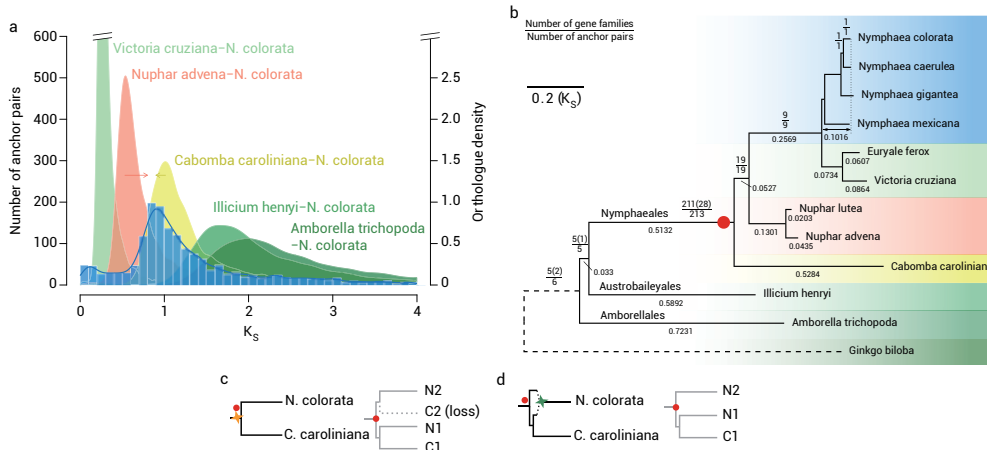 a
Number of anchor pairs
600
500
400
300
200
100
0
Victoria cruziana–N. colorata
Nuphar advena–N. colorata
Cabomba caroliniana–N. colorata
Illicium henryi–N. colorata
Amborella trichopoda
–N. colorata
2.5
2.0
1.5
1.0
0.5
0
Orthologue density
0 1 2 3 4
KS
b
Number of gene families
Number of anchor pairs
0.2 (KS)
1
1
Nymphaea colorata
1
1
Nymphaea caerulea
Nymphaea gigantea
Nymphaea mexicana
0.1016
9
9
0.2569
Euryale ferox
0.0607
0.0734
Victoria cruziana
0.0864
19
19
0.0527
Nuphar lutea
0.0203
0.1301
Nuphar advena
0.0435
Nymphaeales
211(28)
213
0.5132
Cabomba caroliniana
0.5284
5(1)
5
0.033
Austrobaileyales
0.5892
Illicium henryi
5(2)
6
Amborellales
0.7231
Amborella trichopoda
Ginkgo biloba
c
N. colorata
C. caroliniana
N2
C2 (loss)
N1
C1
d
N. colorata
C. caroliniana
N2
N1
C1